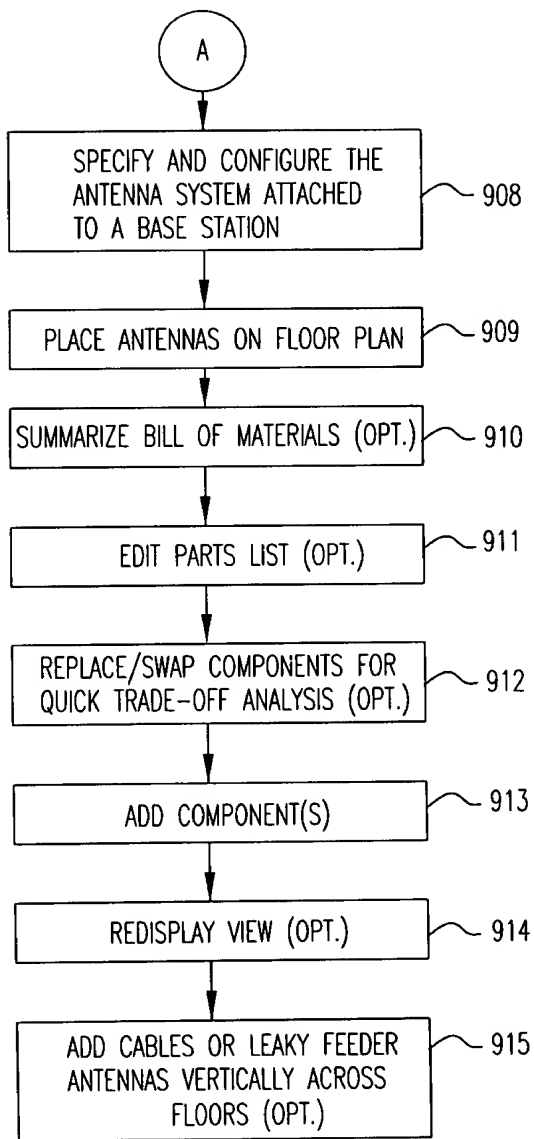 A
SPECIFY AND CONFIGURE THE
ANTENNA SYSTEM ATTACHED
TO A BASE STATION
908
PLACE ANTENNAS ON FLOOR PLAN
909
SUMMARIZE BILL OF MATERIALS (OPT.)
910
EDIT PARTS LIST (OPT.)
911
REPLACE/SWAP COMPONENTS FOR
QUICK TRADE-OFF ANALYSIS (OPT.)
912
ADD COMPONENT(S)
913
REDISPLAY VIEW (OPT.)
914
ADD CABLES OR LEAKY FEEDER
ANTENNAS VERTICALLY ACROSS
FLOORS (OPT.)
915